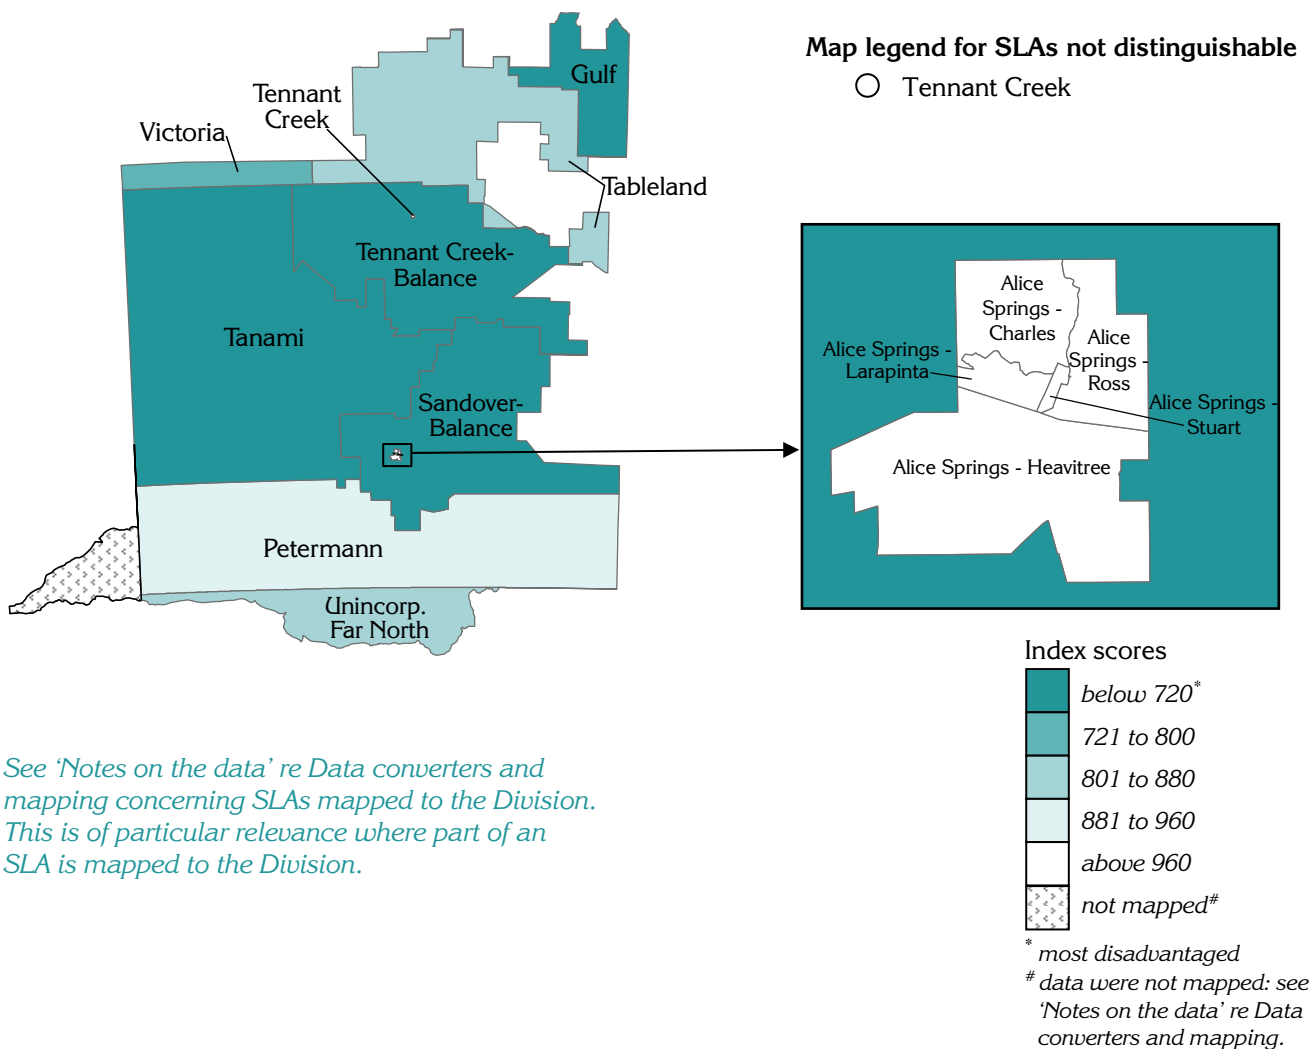 Map legend for SLAs not distinguishable
Tennant Creek
Gulf
Tennant
Creek
Victoria
Tableland
Tennant Creek-
Balance
Tanami
Sandover-
Balance
Petermann
Unincorp.
Far North
Alice
Springs -
Charles
Alice
Springs -
Ross
Alice Springs -
Larapinta
Alice Springs -
Stuart
Alice Springs - Heavitree
Index scores
below 720*
721 to 800
801 to 880
881 to 960
above 960
not mapped#
* most disadvantaged
# data were not mapped: see
‘Notes on the data’ re Data
converters and mapping.
See ‘Notes on the data’ re Data converters and
mapping concerning SLAs mapped to the Division.
This is of particular relevance where part of an
SLA is mapped to the Division.